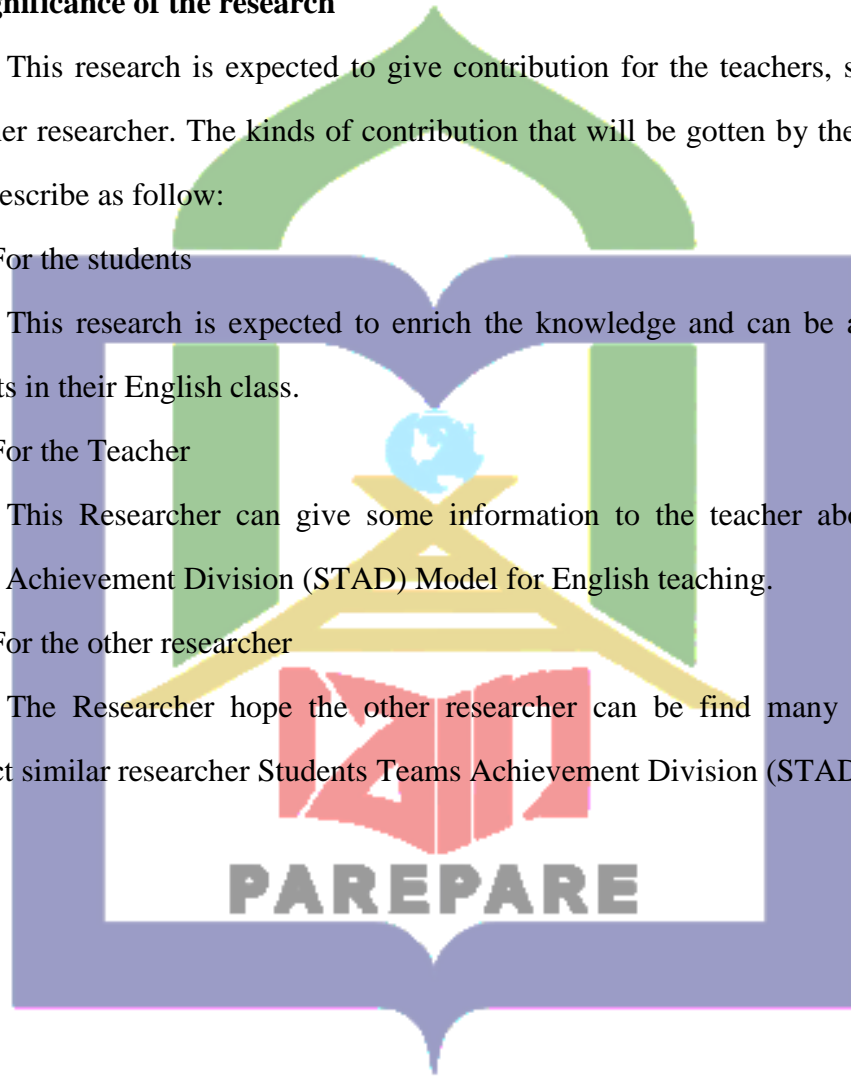 gnificance of the research
This research is expected to give contribution for the teachers, s
er researcher. The kinds of contribution that will be gotten by the
escribe as follow:
For the students
This research is expected to enrich the knowledge and can be a
ts in their English class.
For the Teacher
This Researcher can give some information to the teacher abo
Achievement Division (STAD) Model for English teaching.
For the other researcher
The Researcher hope the other researcher can be find many
ct similar researcher Students Teams Achievement Division (STAD
PAREPARE